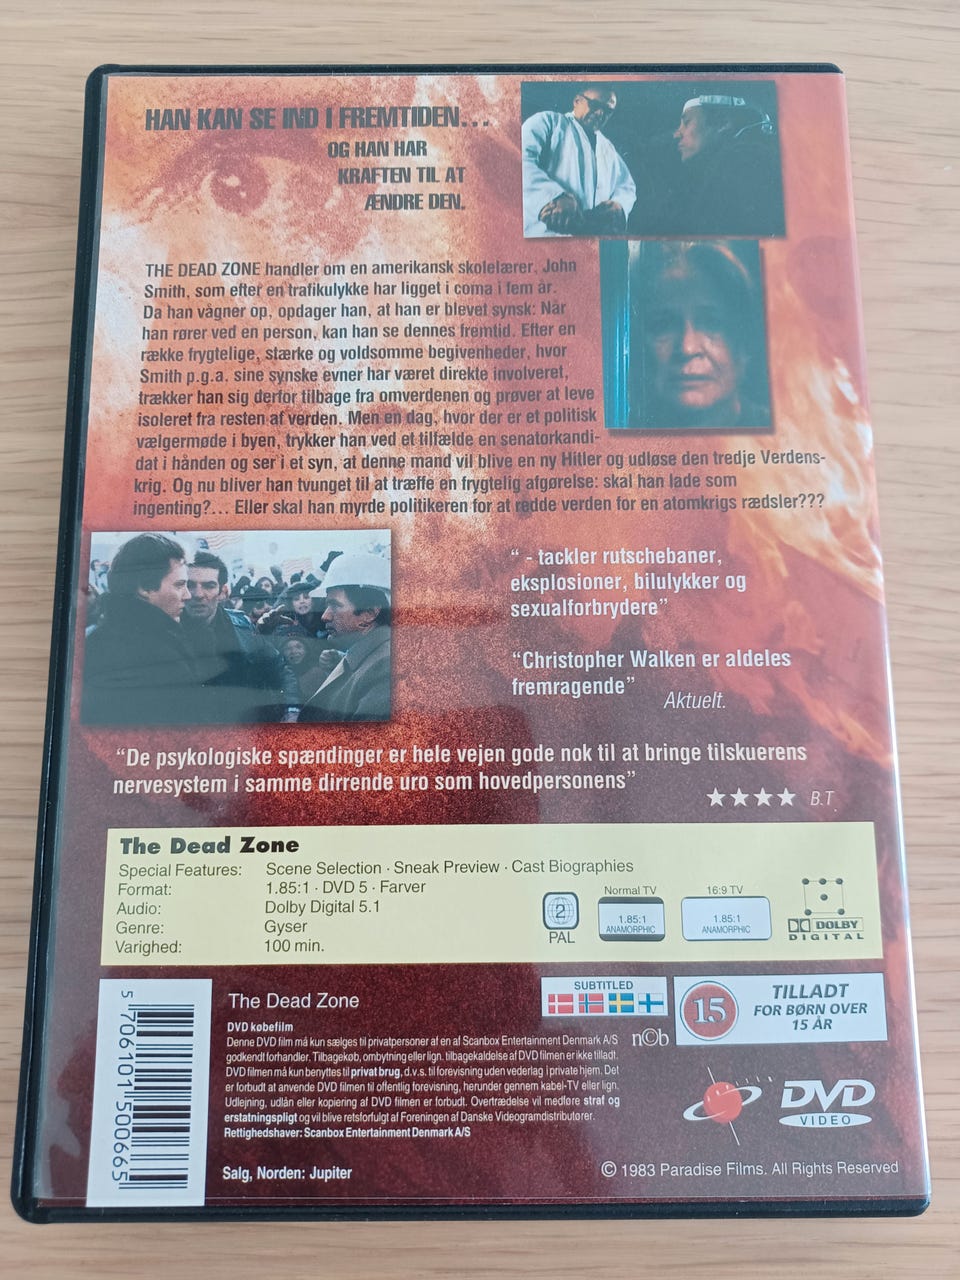 HAN KAN SE IND I FREMTIDEN...
OG HAN HAR
KRAFTEN TIL AT
ÆNDRE DEN.
THE DEAD ZONE handler om en amerikansk skolelærer, John
Smith, som efter en trafikulykke har ligget i coma i fem år.
Da han vågner op, opdager han, at han er blevet synsk: Når
han rører ved en person, kan han se dennes fremtid. Efter en
række frygtelige, stærke og voldsomme begivenheder, hvor
Smith p.g.a. sine synske evner har været direkte involveret,
trækker han sig derfor tilbage fra omverdenen og prøver at leve
isoleret fra resten af verden. Men en dag, hvor der er et politisk
vælgermøde i byen, trykker han ved et tilfælde en senatorkandi-
dat i hånden og ser i et syn, at denne mand vil blive en ny Hitler og udløse den tredje Verdens-
krig. Og nu bliver han tvunget til at træffe en frygtelig afgørelse: skal han lade som
ingenting?... Eller skal han myrde politikeren for at redde verden for en atomkrigs rædsler???
“ - tackler rutschebaner,
eksplosioner, bilulykker og
sexualforbrydere”
“Christopher Walken er aldeles
fremragende”
Aktuelt.
“De psykologiske spændinger er hele vejen gode nok til at bringe tilskuerens
nervesystem i samme dirrende uro som hovedpersonens”
★★★★ B.T.
The Dead Zone
Special Features: Scene Selection · Sneak Preview · Cast Biographies
Format: 1.85:1 · DVD 5 · Farver
Audio: Dolby Digital 5.1
Genre: Gyser
Varighed: 100 min.
2
PAL
Normal TV
1.85:1
ANAMORPHIC
16:9 TV
1.85:1
ANAMORPHIC
DOLBY
DIGITAL
5 706101 500665
The Dead Zone
DVD købefilm
Denne DVD film må kun sælges til privatpersoner af en af Scanbox Entertainment Denmark A/S
godkendt forhandler. Tilbagekøb, ombytning eller lign. tilbagekaldelse af DVD filmen er ikke tilladt.
DVD filmen må kun benyttes til privat brug, d.v.s. til forevisning uden vederlag i private hjem. Det
er forbudt at anvende DVD filmen til offentlig forevisning, herunder gennem kabel-TV eller lign.
Udlejning, udlån eller kopiering af DVD filmen er forbudt. Overtrædelse vil medføre straf og
erstatningspligt og vil blive retsforfulgt af Foreningen af Danske Videogramdistributører.
Rettighedshaver: Scanbox Entertainment Denmark A/S
Salg, Norden: Jupiter
SUBTITLED
n©b
15
TILLADT
FOR BØRN OVER
15 ÅR
DVD
VIDEO
© 1983 Paradise Films. All Rights Reserved